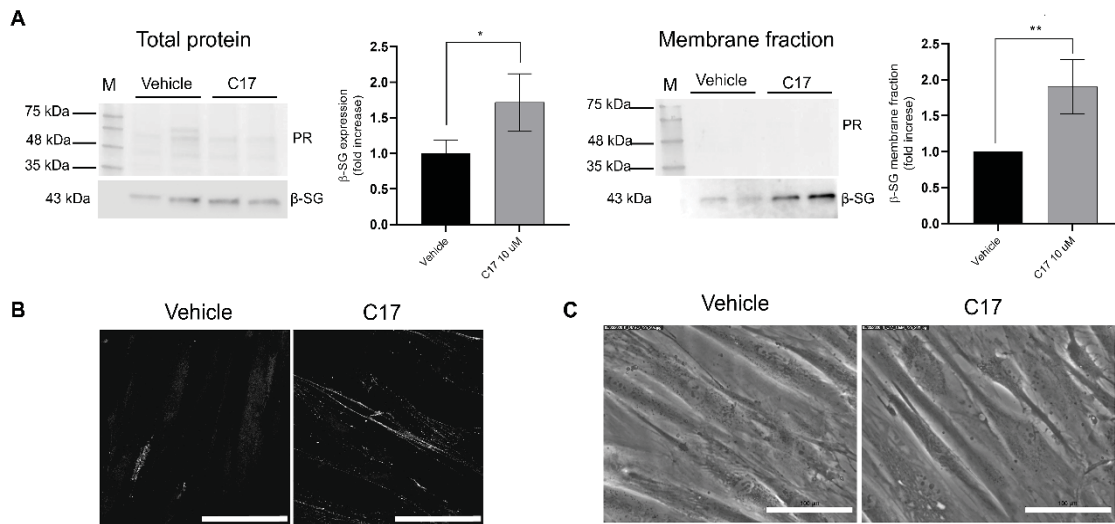 A
Total protein
M
Vehicle C17
75 kDa
48 kDa
35 kDa
PR
43 kDa
β-SG
β-SG expression
(fold increase)
2.5
2.0
1.5
1.0
0.5
0.0
*
Vehicle
C17 10 uM
Membrane fraction
M
Vehicle C17
75 kDa
48 kDa
35 kDa
PR
43 kDa
β-SG
β-SG membrane fraction
(fold increse)
2.5
2.0
1.5
1.0
0.5
0.0
**
Vehicle
C17 10 uM
B
Vehicle
C17
C
Vehicle
C17
100 µm
100 µm